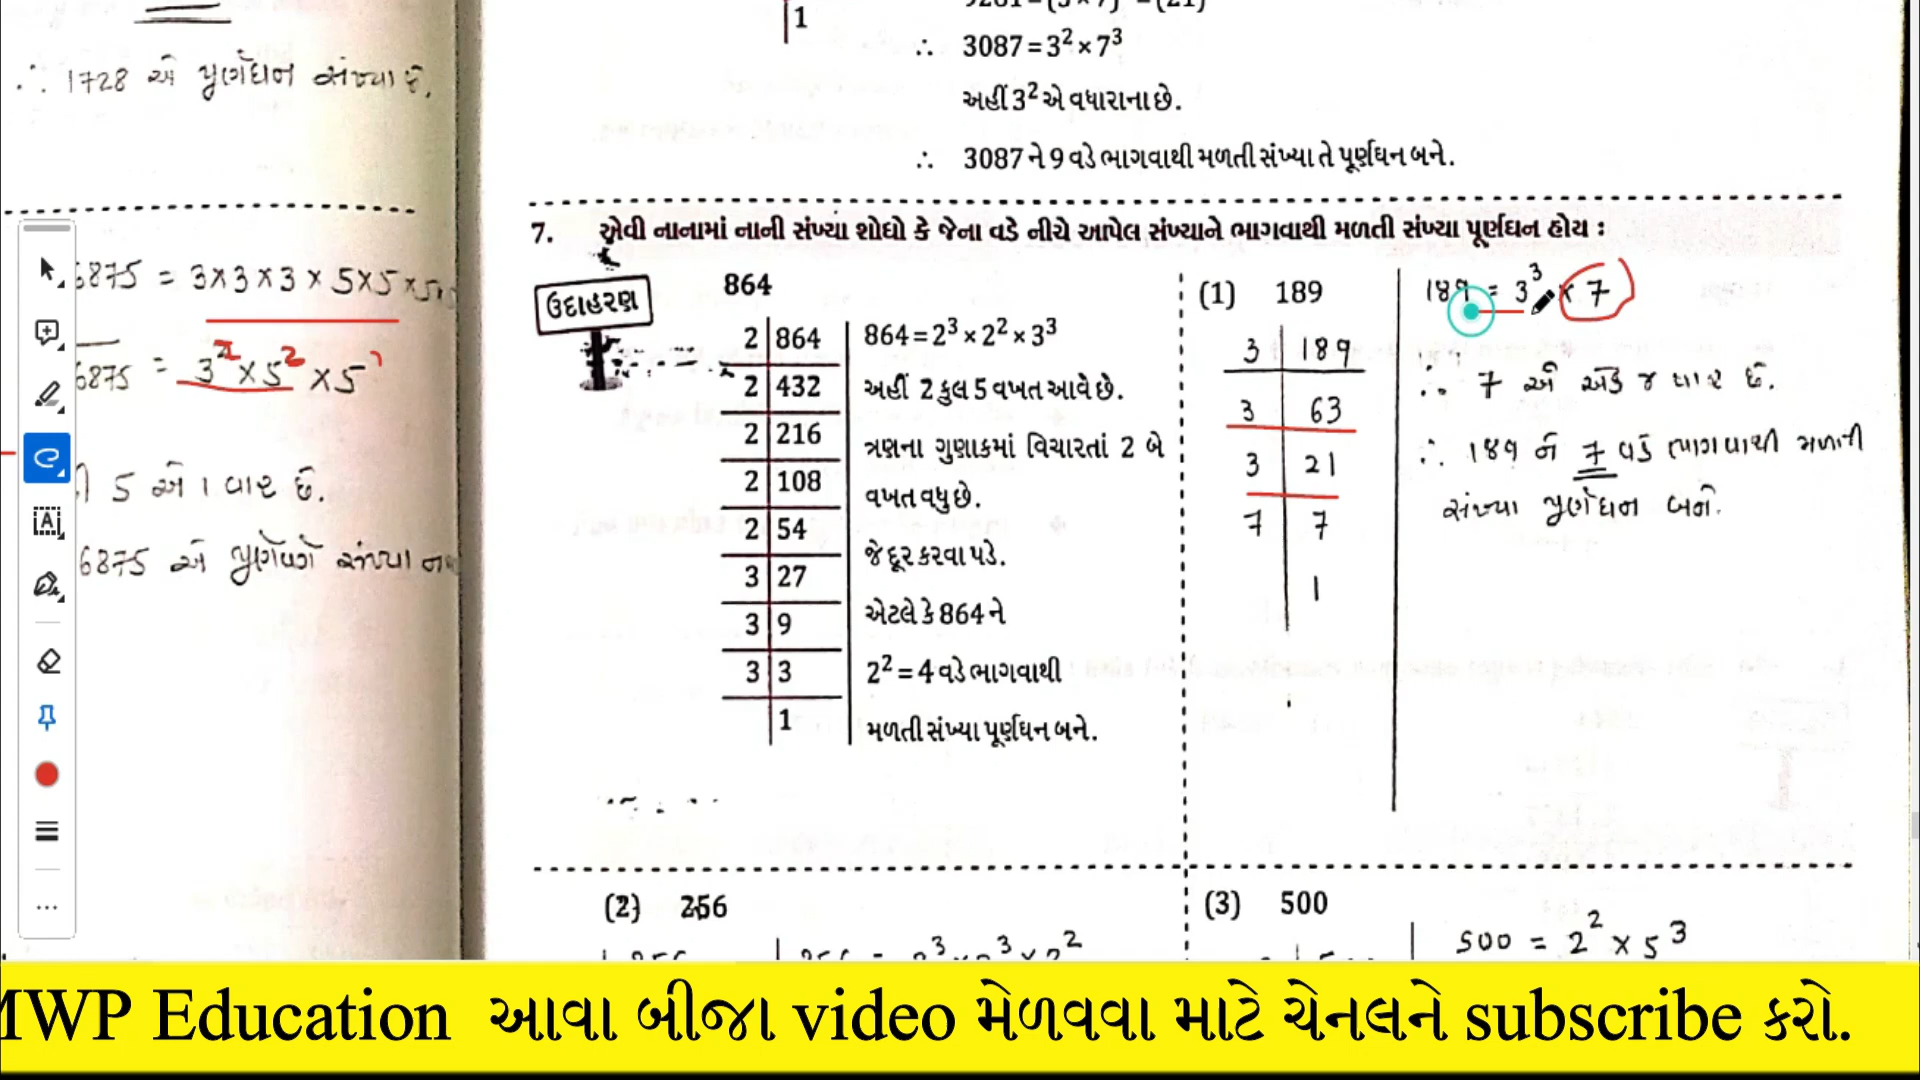 1
∴ 3087 = 3² × 7³
અહીં 3² એ વધારાના છે.
∴ 3087 ને 9 વડે ભાગવાથી મળતી સંખ્યા તે પૂર્ણઘન બને.
∴ 1728 એ પૂર્ણઘન સંખ્યા છે.
6875 = 3×3×3 × 5×5×5×
6875 = 3² × 5² × 5¹
5 એ 1 વાર છે.
6875 એ પૂર્ણઘન સંખ્યા
7. એવી નાનામાં નાની સંખ્યા શોધો કે જેના વડે નીચે આપેલ સંખ્યાને ભાગવાથી મળતી સંખ્યા પૂર્ણઘન હોય :
ઉદાહરણ
864
2 | 864
2 | 432
2 | 216
2 | 108
2 | 54
3 | 27
3 | 9
3 | 3
1
864 = 2³ × 2² × 3³
અહીં 2 કુલ 5 વખત આવે છે.
ત્રણના ગુણાકમાં વિચારતાં 2 બે
વખત વધુ છે.
જે દૂર કરવા પડે.
એટલે કે 864 ને
2² = 4 વડે ભાગવાથી
મળતી સંખ્યા પૂર્ણઘન બને.
(1) 189
3 | 189
3 | 63
3 | 21
7 | 7
1
189 = 3³ × 7
∴ 7 એ એક જ વાર છે.
∴ 189 ને 7 વડે ભાગવાથી મળતી
સંખ્યા પૂર્ણઘન બને.
(2) 256
(3) 500
500 = 2² × 5³
MWP Education આવા બીજા video મેળવવા માટે ચેનલને subscribe કરો.